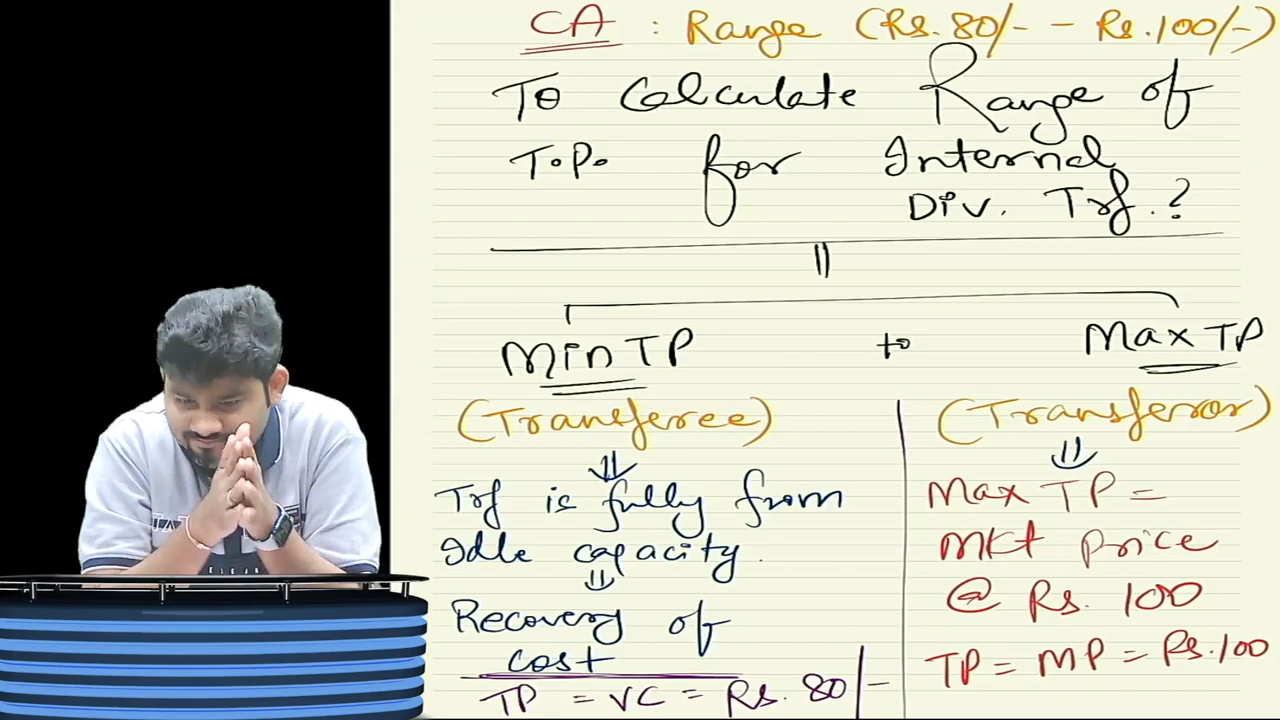 CA : Range (Rs.80/- - Rs.100/-)
To Calculate Range of
T.P. for Internal
Div. Trf.?
Min TP to Max TP
(Transferee)
Trf is fully from
Idle capacity.
Recovery of
cost
TP = VC = Rs. 80/-
(Transferor)
Max TP =
Mkt Price
@ Rs. 100
TP = MP = Rs.100